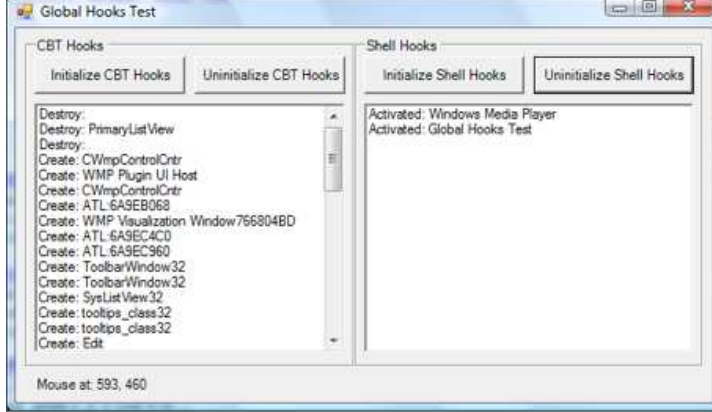 Global Hooks Test
CBT Hooks
Initialize CBT Hooks
Uninitialize CBT Hooks
Destroy:
Destroy: PrimaryListView
Destroy:
Create: CWmpControlCntr
Create: WMP Plugin UI Host
Create: CWmpControlCntr
Create: ATL:6A9EB068
Create: WMP Visualization Window766804BD
Create: ATL:6A9EC4C0
Create: ATL:6A9EC960
Create: ToolbarWindow32
Create: ToolbarWindow32
Create: SysListView32
Create: tooltips_class32
Create: tooltips_class32
Create: Edit
Shell Hooks
Initialize Shell Hooks
Uninitialize Shell Hooks
Activated: Windows Media Player
Activated: Global Hooks Test
Mouse at: 593, 460